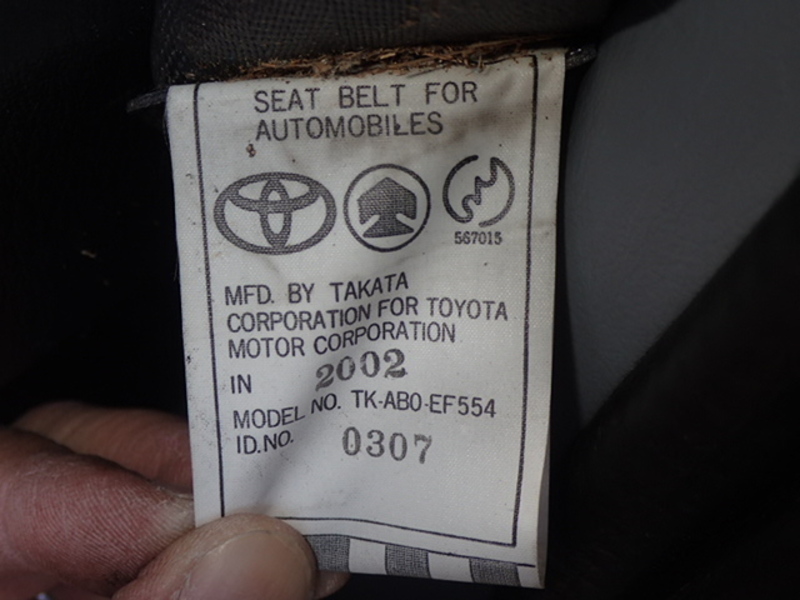 SEAT BELT FOR
AUTOMOBILES
567015
MFD. BY TAKATA
CORPORATION FOR TOYOTA
MOTOR CORPORATION
IN 2002
MODEL NO. TK-AB0-EF554
ID.NO. 0307